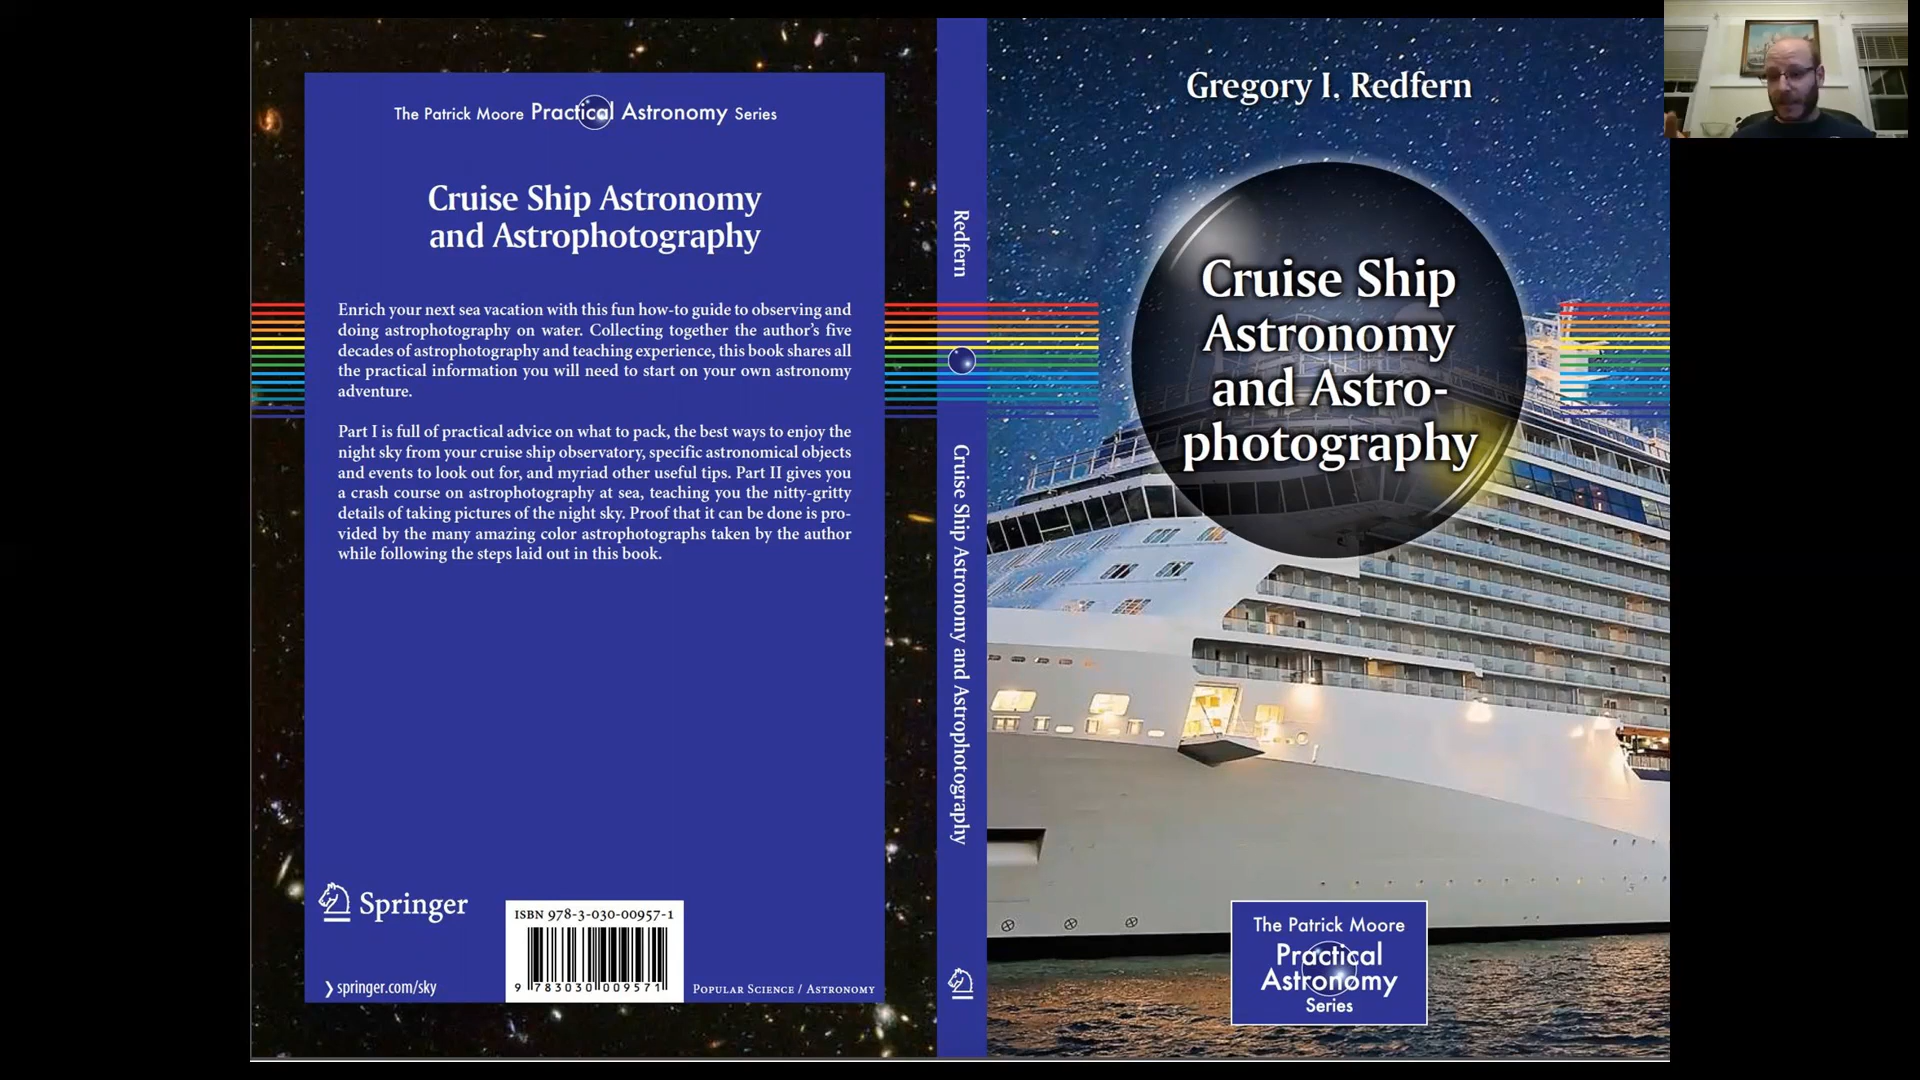 The Patrick Moore Practical Astronomy Series
Cruise Ship Astronomy
and Astrophotography
Enrich your next sea vacation with this fun how-to guide to observing and
doing astrophotography on water. Collecting together the author's five
decades of astrophotography and teaching experience, this book shares all
the practical information you will need to start on your own astronomy
adventure.
Part I is full of practical advice on what to pack, the best ways to enjoy the
night sky from your cruise ship observatory, specific astronomical objects
and events to look out for, and myriad other useful tips. Part II gives you
a crash course on astrophotography at sea, teaching you the nitty-gritty
details of taking pictures of the night sky. Proof that it can be done is pro-
vided by the many amazing color astrophotographs taken by the author
while following the steps laid out in this book.
Springer
ISBN 978-3-030-00957-1
9 783030 009571
springer.com/sky
Popular Science / Astronomy
Redfern
Cruise Ship Astronomy and Astrophotography
Gregory I. Redfern
Cruise Ship
Astronomy
and Astro-
photography
The Patrick Moore
Practical
Astronomy
Series